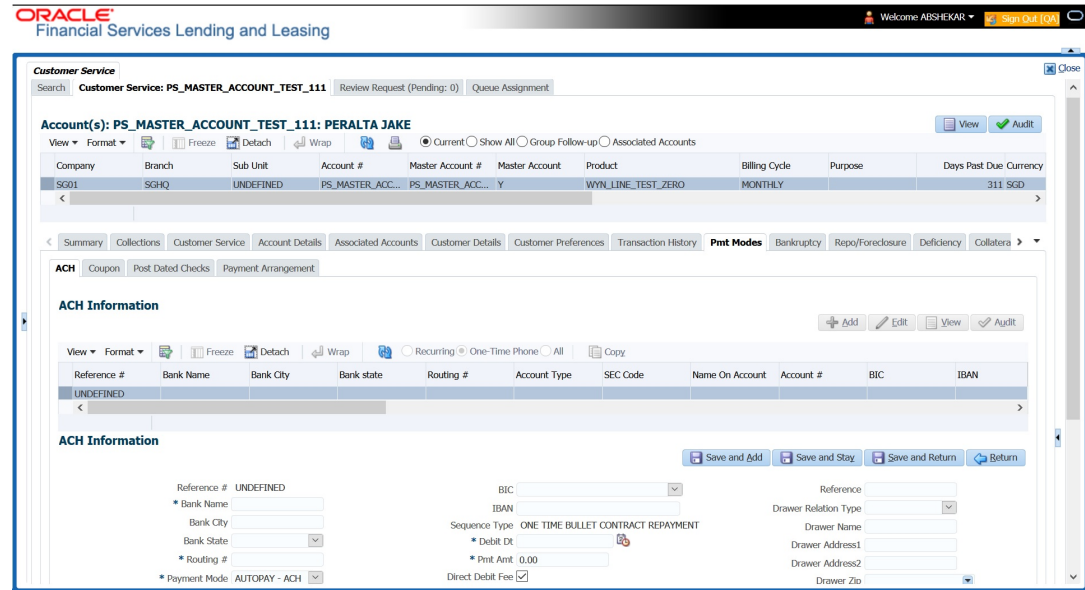 ORACLE
Financial Services Lending and Leasing
Welcome ABSHEKAR Sign Out [QA]
Customer Service
Close
Search Customer Service: PS_MASTER_ACCOUNT_TEST_111 Review Request (Pending: 0) Queue Assignment
Account(s): PS_MASTER_ACCOUNT_TEST_111: PERALTA JAKE
View Audit
View Format Freeze Detach Wrap Current Show All Group Follow-up Associated Accounts
Company Branch Sub Unit Account # Master Account # Master Account Product Billing Cycle Purpose Days Past Due Currency
SG01 SGHQ UNDEFINED PS_MASTER_ACC... PS_MASTER_ACC... Y WYN_LINE_TEST_ZERO MONTHLY 311 SGD
Summary Collections Customer Service Account Details Associated Accounts Customer Details Customer Preferences Transaction History Pmt Modes Bankruptcy Repo/Foreclosure Deficiency Collatera
ACH Coupon Post Dated Checks Payment Arrangement
ACH Information
Add Edit View Audit
View Format Freeze Detach Wrap Recurring One-Time Phone All Copy
Reference # Bank Name Bank City Bank state Routing # Account Type SEC Code Name On Account Account # BIC IBAN
UNDEFINED
ACH Information
Save and Add Save and Stay Save and Return Return
Reference # UNDEFINED BIC Reference
* Bank Name IBAN Drawer Relation Type
Bank City Sequence Type ONE TIME BULLET CONTRACT REPAYMENT Drawer Name
Bank State * Debit Dt Drawer Address1
* Routing # * Pmt Amt 0.00 Drawer Address2
* Payment Mode AUTOPAY - ACH Direct Debit Fee Drawer Zip